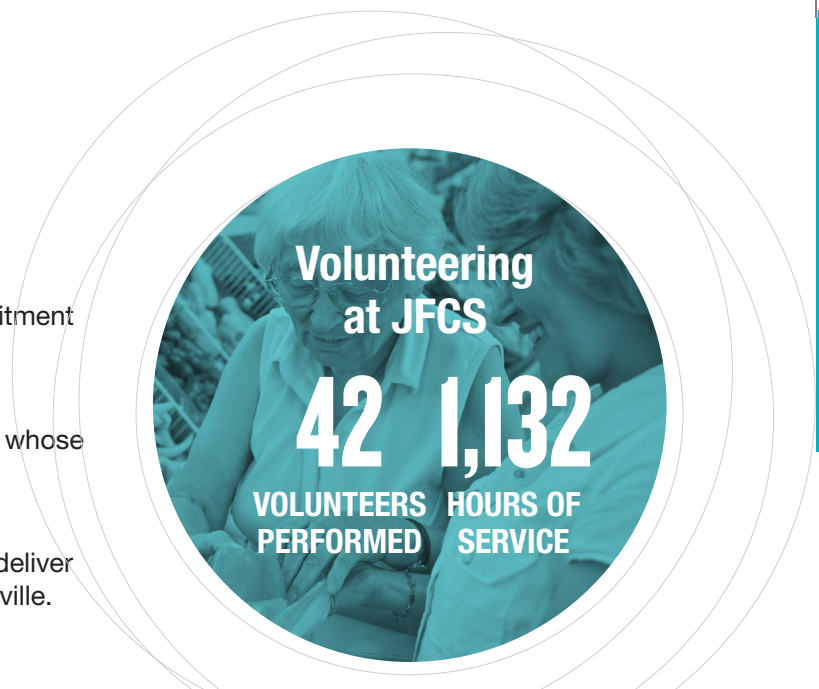 itment
whose
deliver
ville.
Volunteering
at JFCS
42 1,132
VOLUNTEERS HOURS OF
PERFORMED SERVICE